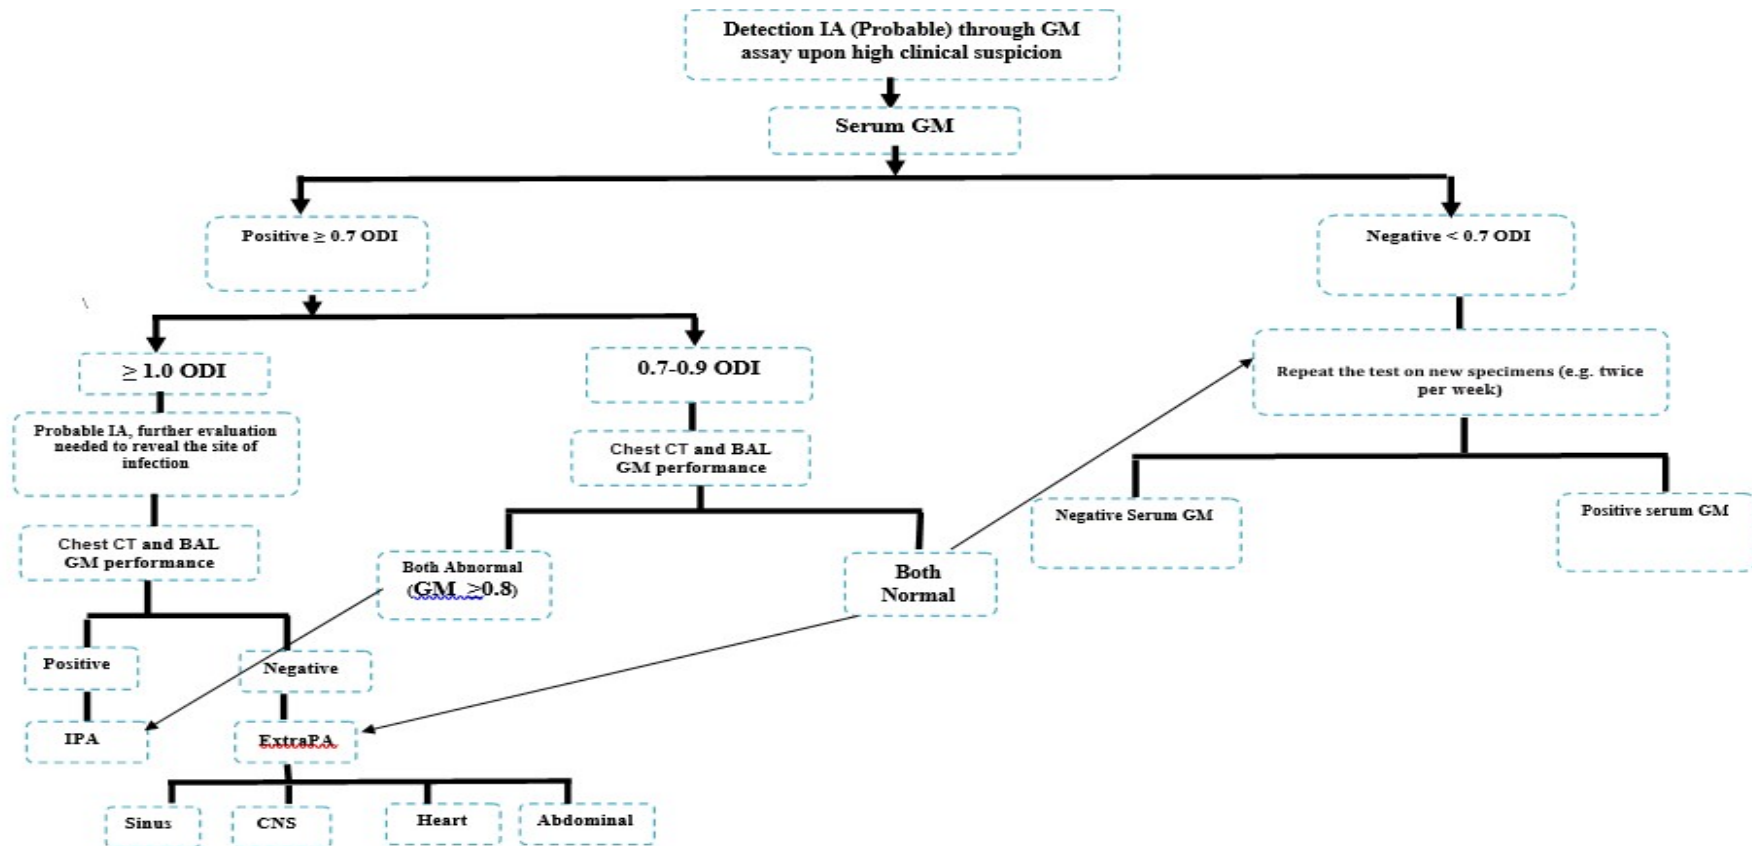 Detection IA (Probable) through GM
assay upon high clinical suspicion
Serum GM
Positive ≥ 0.7 ODI
Negative < 0.7 ODI
≥ 1.0 ODI
0.7-0.9 ODI
Repeat the test on new specimens (e.g. twice
per week)
Probable IA, further evaluation
needed to reveal the site of
infection
Chest CT and BAL
GM performance
Chest CT and BAL
GM performance
Both Abnormal
(GM ≥0.8)
Both
Normal
Negative Serum GM
Positive serum GM
Positive
Negative
IPA
ExtraPA
Sinus
CNS
Heart
Abdominal